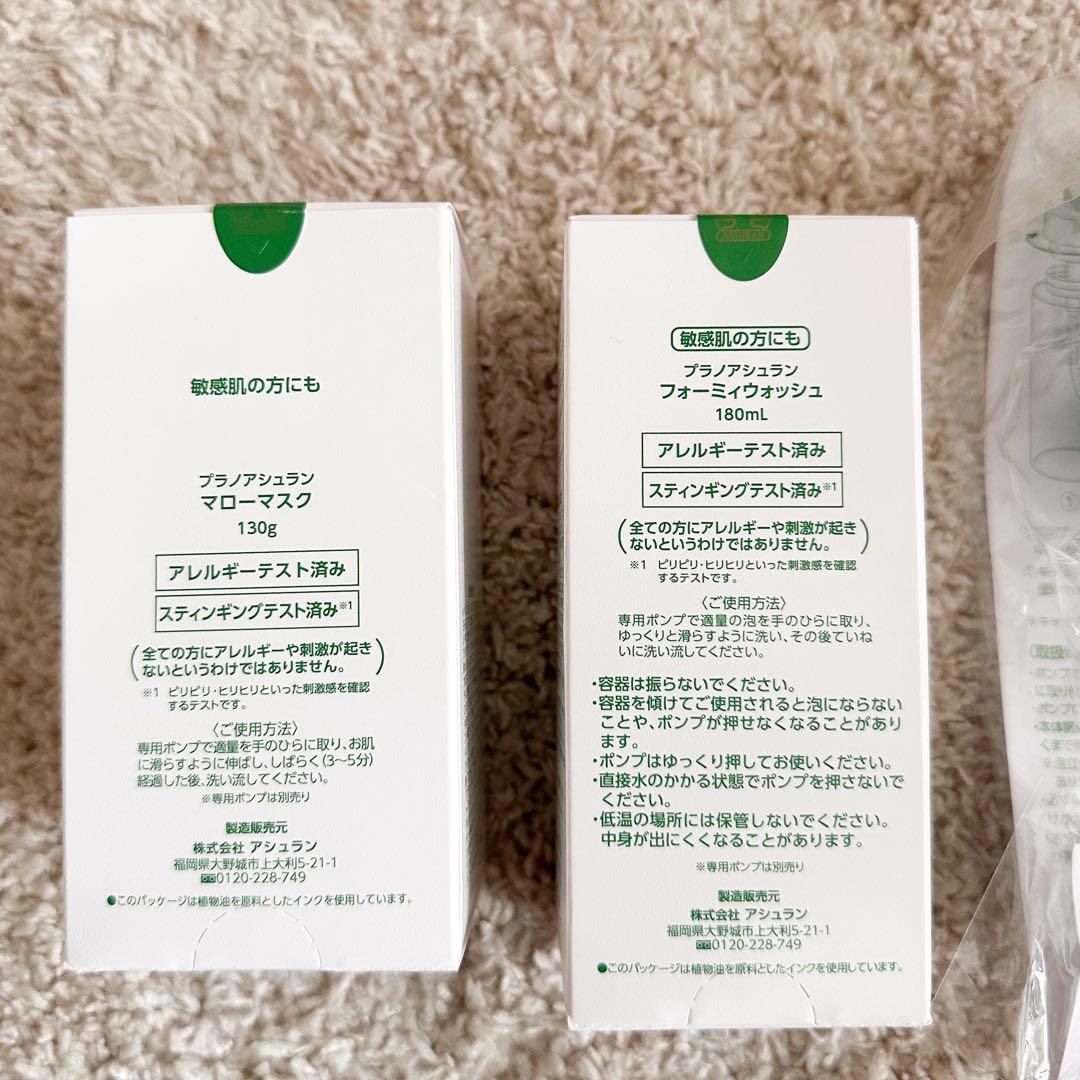 敏感肌の方にも
プラノアシュラン
マローマスク
130g
アレルギーテスト済み
スティンギングテスト済み※1
(全ての方にアレルギーや刺激が起き
ないというわけではありません。)
※1 ピリピリ・ヒリヒリといった刺激感を確認
するテストです。
〈ご使用方法〉
専用ポンプで適量を手のひらに取り、お肌
に滑らすように伸ばし、しばらく(3〜5分)
経過した後、洗い流してください。
※専用ポンプは別売り
製造販売元
株式会社 アシュラン
福岡県大野城市上大利5-21-1
0120-228-749
●このパッケージは植物油を原料としたインクを使用しています。
ASSURAN
敏感肌の方にも
プラノアシュラン
フォーミィウォッシュ
180mL
アレルギーテスト済み
スティンギングテスト済み※1
(全ての方にアレルギーや刺激が起き
ないというわけではありません。)
※1 ピリピリ・ヒリヒリといった刺激感を確認
するテストです。
〈ご使用方法〉
専用ポンプで適量の泡を手のひらに取り、
ゆっくりと滑らすように洗い、その後ていね
いに洗い流してください。
・容器は振らないでください。
・容器を傾けてご使用されると泡にならない
ことや、ポンプが押せなくなることがあり
ます。
・ポンプはゆっくり押してお使いください。
・直接水のかかる状態でポンプを押さないで
ください。
・低温の場所には保管しないでください。
中身が出にくくなることがあります。
※専用ポンプは別売り
製造販売元
株式会社 アシュラン
福岡県大野城市上大利5-21-1
0120-228-749
●このパッケージは植物油を原料としたインクを使用しています。
①